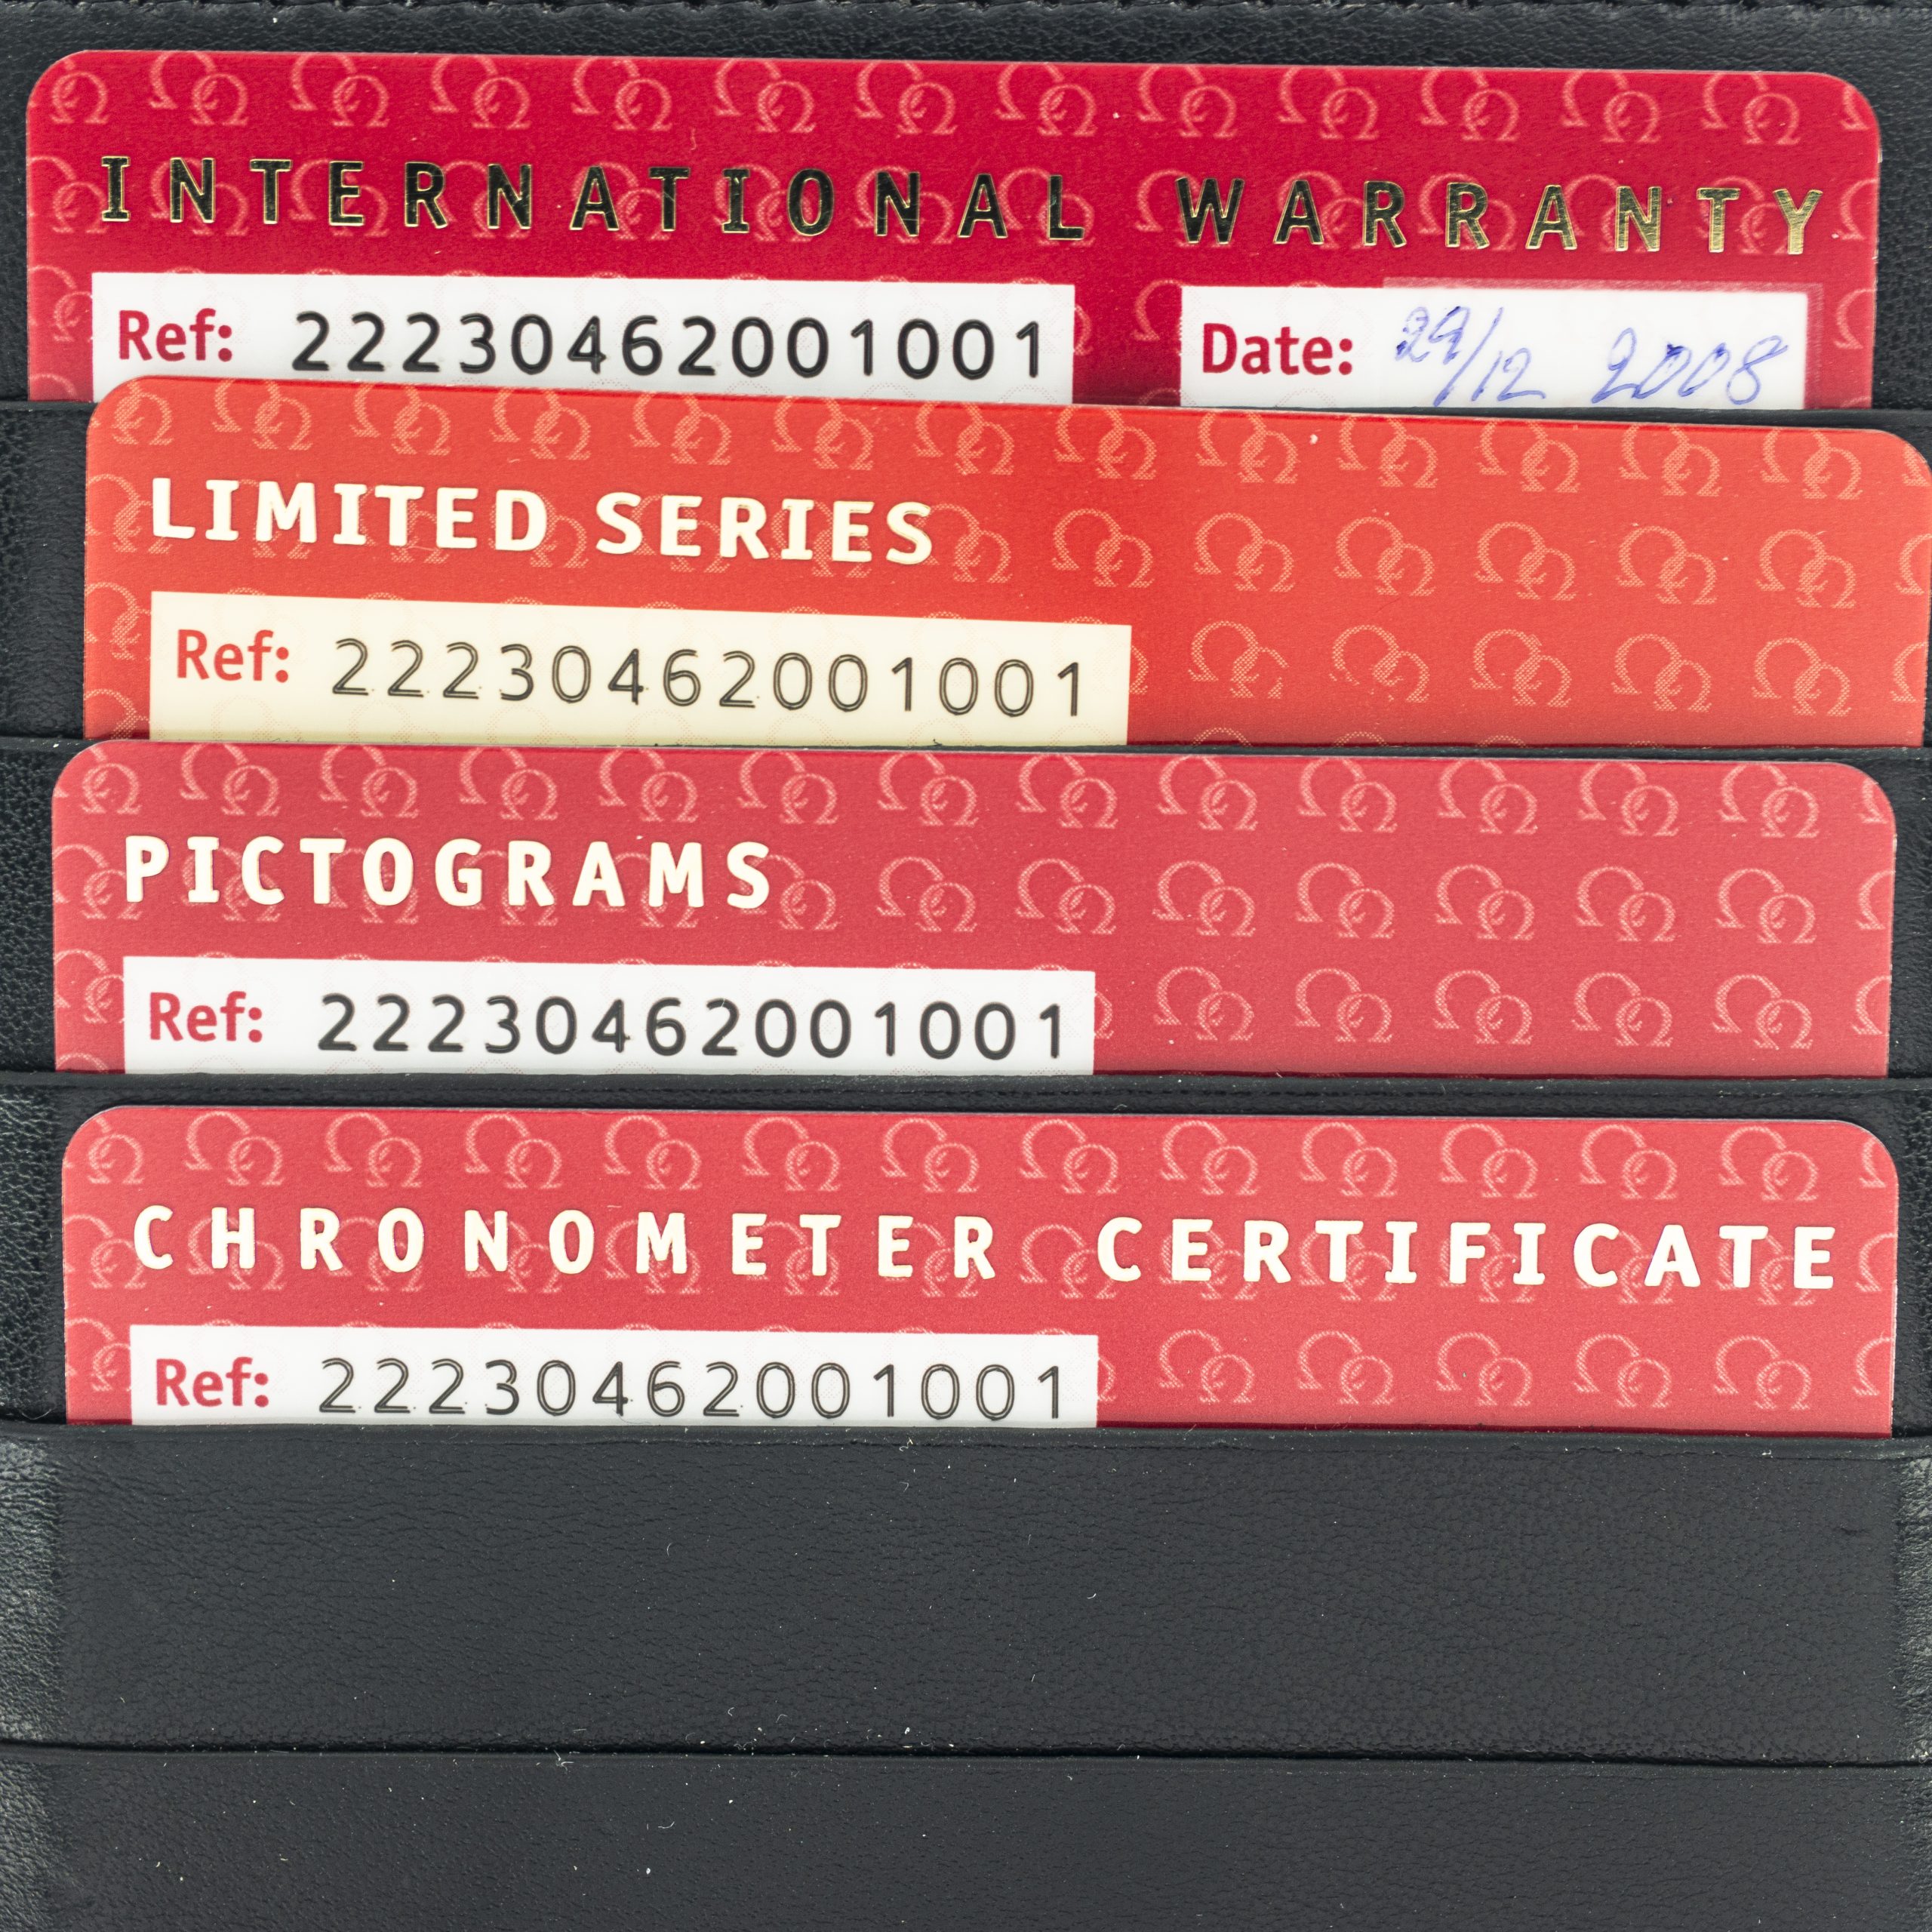 INTERNATIONAL WARRANTY
Ref: 22230462001001 Date: 29/12 2008
LIMITED SERIES
Ref: 22230462001001
PICTOGRAMS
Ref: 22230462001001
CHRONOMETER CERTIFICATE
Ref: 22230462001001